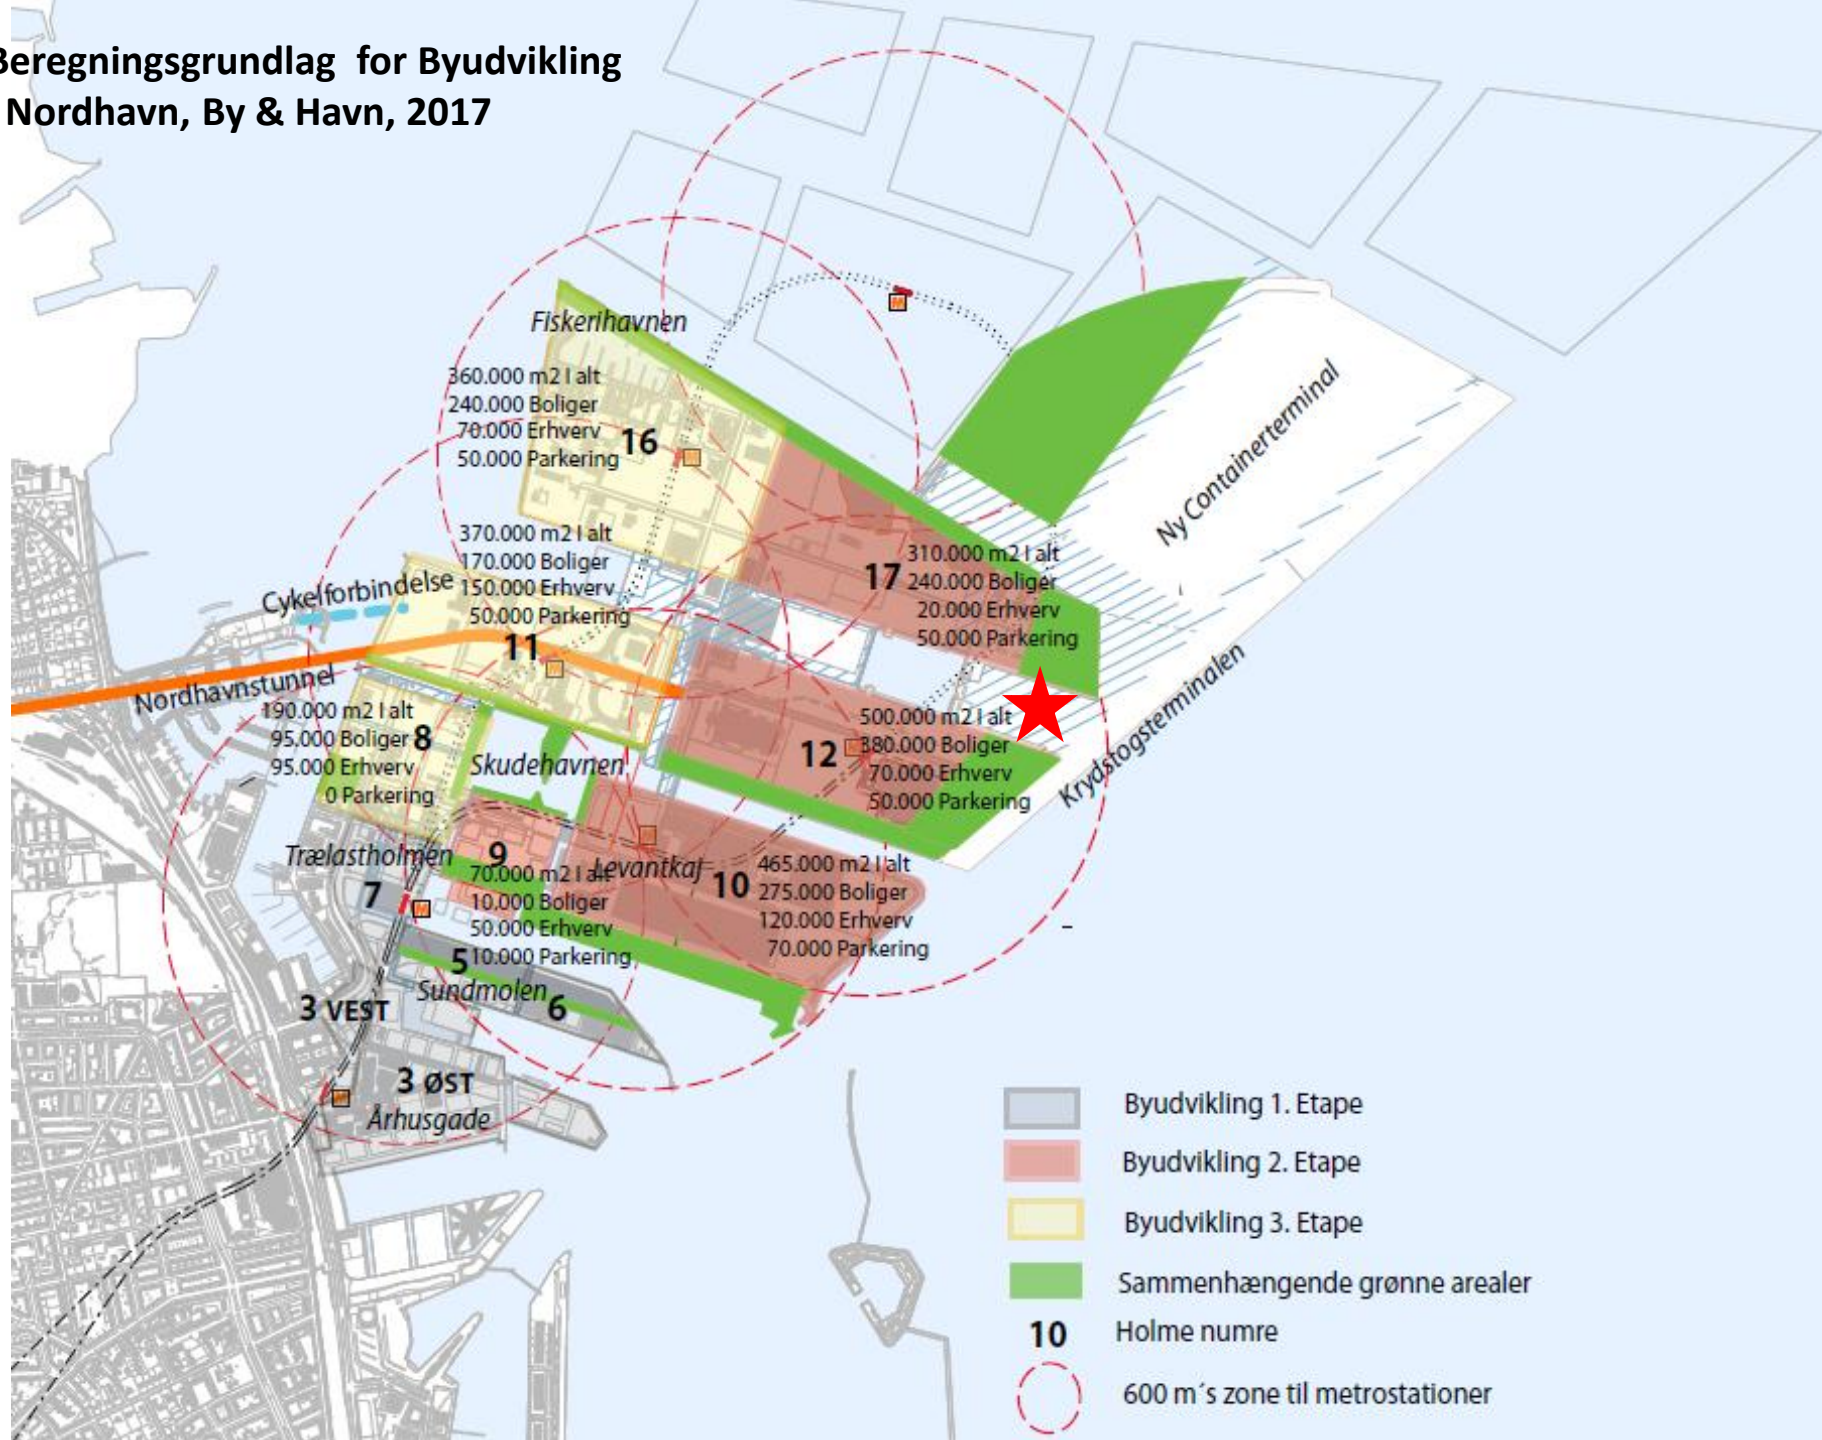 Beregningsgrundlag for Byudvikling
Nordhavn, By & Havn, 2017
Fiskerihavnen
360.000 m2 I alt
240.000 Boliger
70.000 Erhverv
50.000 Parkering
16
370.000 m2 I alt
170.000 Boliger
150.000 Erhverv
50.000 Parkering
11
Cykelforbindelse
Nordhavnstunnel
190.000 m2 I alt
95.000 Boliger
95.000 Erhverv
0 Parkering
8
Skudehavnen
17
310.000 m2 I alt
240.000 Boliger
20.000 Erhverv
50.000 Parkering
Ny Containerterminal
Krydstogsterminalen
12
500.000 m2 I alt
380.000 Boliger
70.000 Erhverv
50.000 Parkering
Trælastholmen
7
9
70.000 m2 I alt
10.000 Boliger
50.000 Erhverv
10.000 Parkering
Levantkaj
10
465.000 m2 I alt
275.000 Boliger
120.000 Erhverv
70.000 Parkering
5
Sundmolen
6
3 VEST
3 ØST
Århusgade
Byudvikling 1. Etape
Byudvikling 2. Etape
Byudvikling 3. Etape
Sammenhængende grønne arealer
10 Holme numre
600 m´s zone til metrostationer